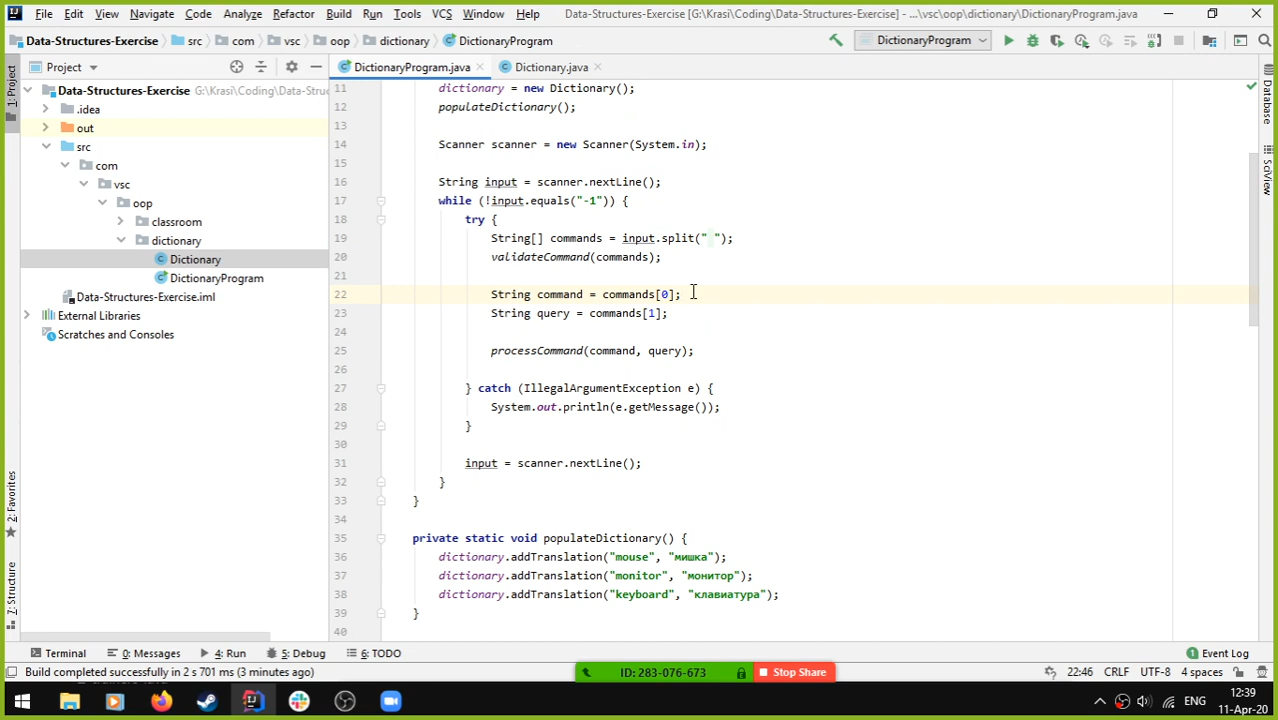 File Edit View Navigate Code Analyze Refactor Build Run Tools VCS Window Help Data-Structures-Exercise [G:\Krasi\Coding\Data-Structures-Exercise] - ...\vsc\oop\dictionary\DictionaryProgram.java
Data-Structures-Exercise src com vsc oop dictionary DictionaryProgram DictionaryProgram
Project DictionaryProgram.java Dictionary.java
1: Project
2: Favorites
7: Structure
Database
SciView
Data-Structures-Exercise G:\Krasi\Coding\Data-Stru
.idea
out
src
com
vsc
oop
classroom
dictionary
Dictionary
DictionaryProgram
Data-Structures-Exercise.iml
External Libraries
Scratches and Consoles
11 dictionary = new Dictionary();
12 populateDictionary();
13
14 Scanner scanner = new Scanner(System.in);
15
16 String input = scanner.nextLine();
17 while (!input.equals("-1")) {
18 try {
19 String[] commands = input.split(" ");
20 validateCommand(commands);
21
22 String command = commands[0];
23 String query = commands[1];
24
25 processCommand(command, query);
26
27 } catch (IllegalArgumentException e) {
28 System.out.println(e.getMessage());
29 }
30
31 input = scanner.nextLine();
32 }
33 }
34
35 private static void populateDictionary() {
36 dictionary.addTranslation("mouse", "мишка");
37 dictionary.addTranslation("monitor", "монитор");
38 dictionary.addTranslation("keyboard", "клавиатура");
39 }
40
Terminal 0: Messages 4: Run 5: Debug 6: TODO Event Log
Build completed successfully in 2 s 701 ms (3 minutes ago) ID: 283-076-673 Stop Share 22:46 CRLF UTF-8 4 spaces
ENG 12:39
11-Apr-20